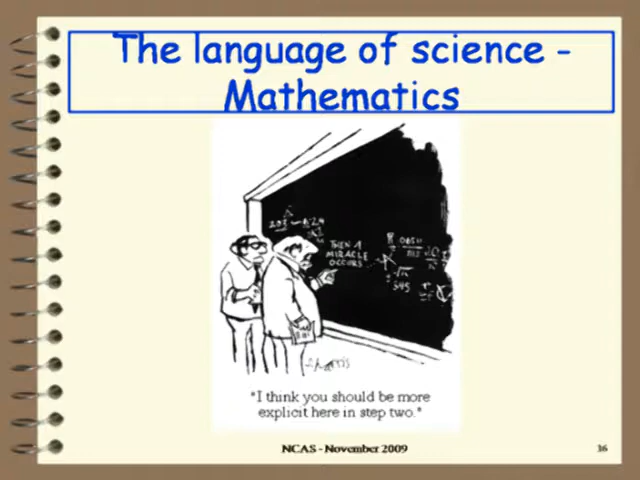 The language of science -
Mathematics
THEN A
MIRACLE
OCCURS
"I think you should be more
explicit here in step two."
NCAS - November 2009
36